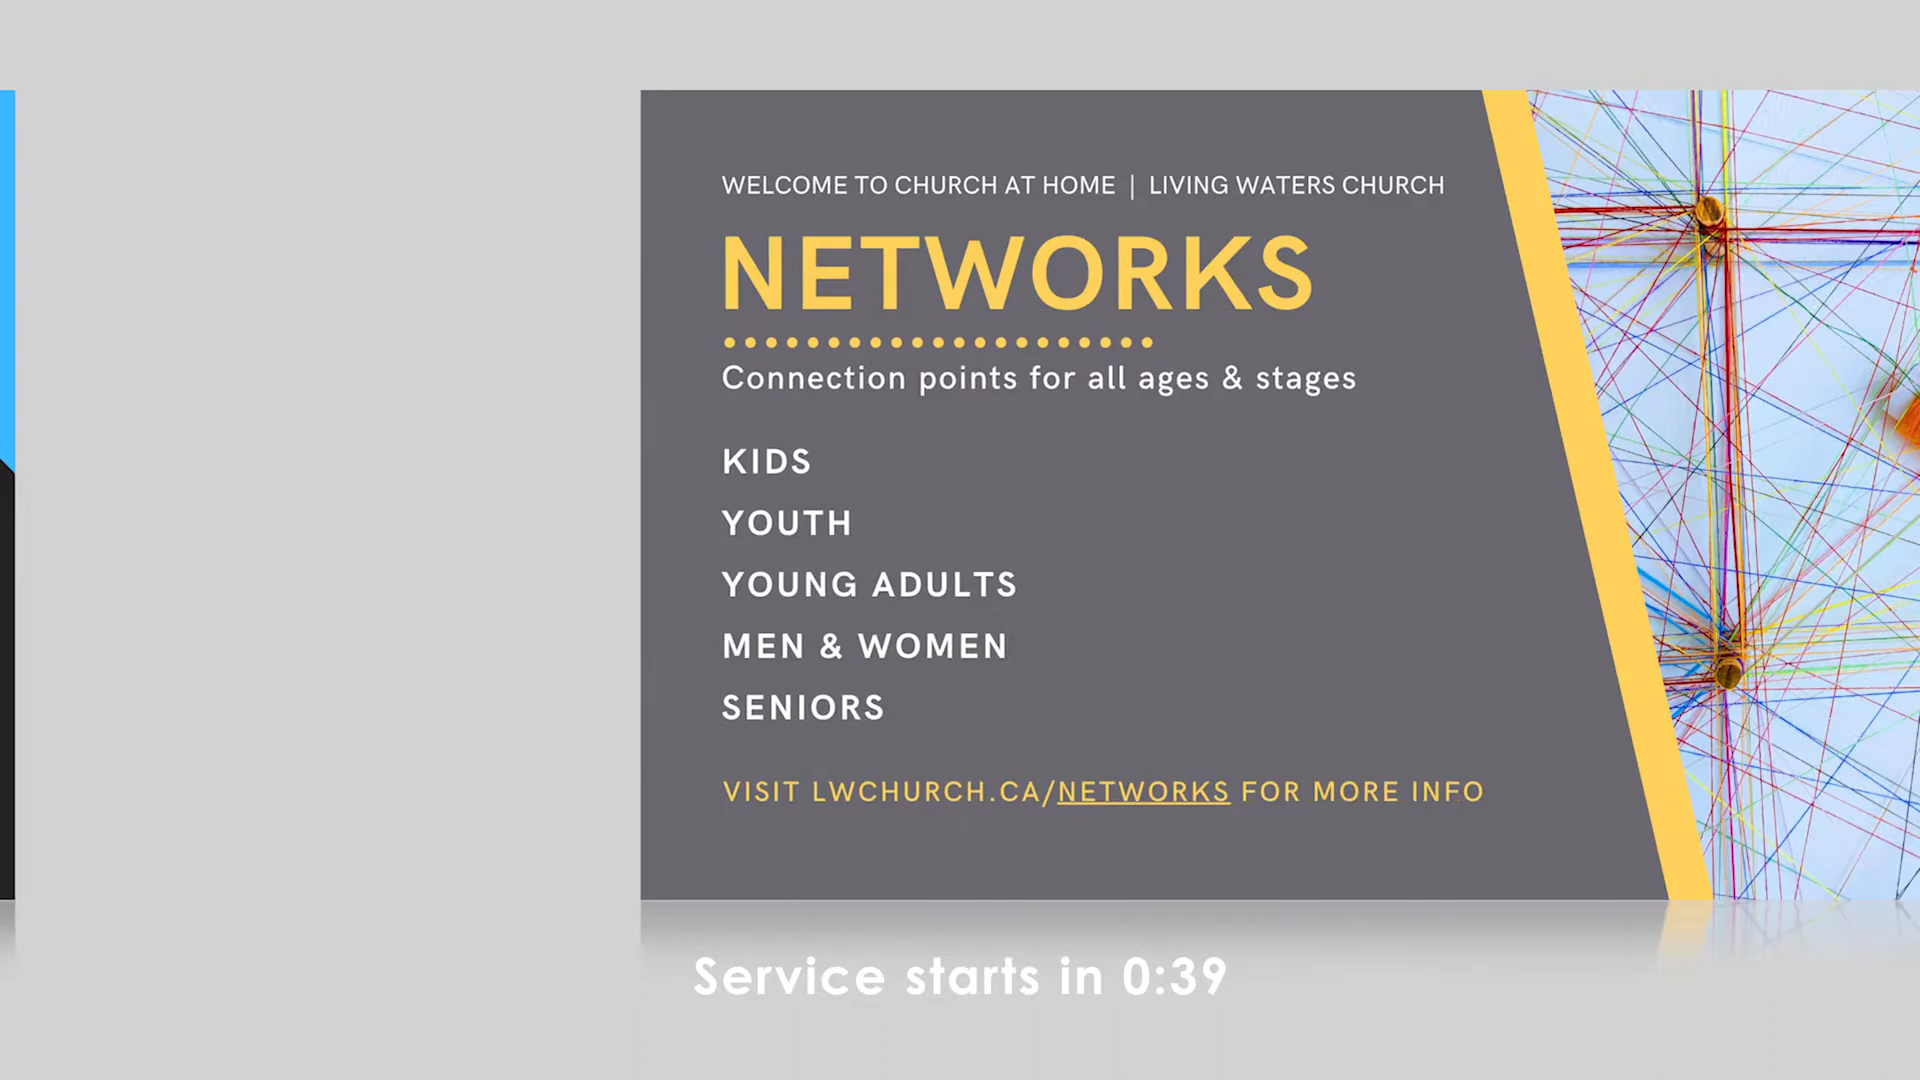 WELCOME TO CHURCH AT HOME | LIVING WATERS CHURCH
NETWORKS
Connection points for all ages & stages
KIDS
YOUTH
YOUNG ADULTS
MEN & WOMEN
SENIORS
VISIT LWCHURCH.CA/NETWORKS FOR MORE INFO
Service starts in 0:39